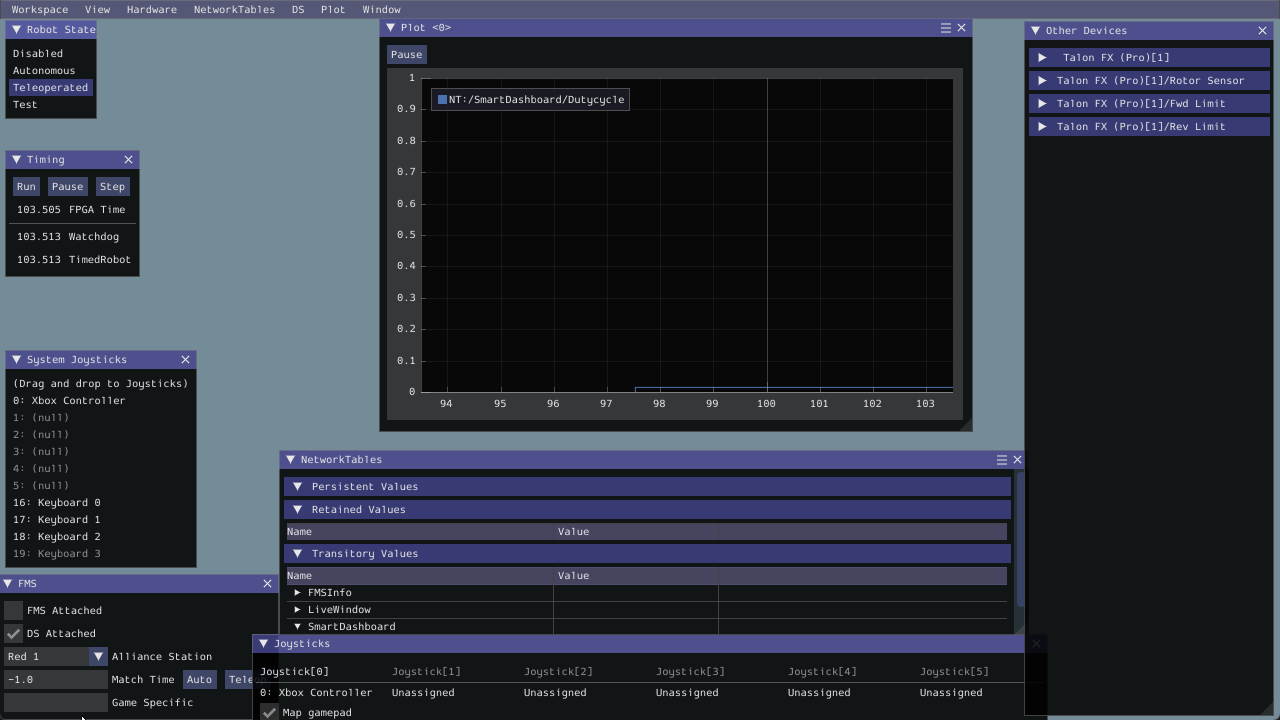 Workspace View Hardware NetworkTables DS Plot Window
Robot State
Disabled
Autonomous
Teleoperated
Test
Timing
Run Pause Step
103.505 FPGA Time
103.513 Watchdog
103.513 TimedRobot
System Joysticks
(Drag and drop to Joysticks)
0: Xbox Controller
1: (null)
2: (null)
3: (null)
4: (null)
5: (null)
16: Keyboard 0
17: Keyboard 1
18: Keyboard 2
19: Keyboard 3
FMS
FMS Attached
DS Attached
Red 1 Alliance Station
-1.0 Match Time Auto Tele
Game Specific
Plot <0>
Pause
NT:/SmartDashboard/Dutycycle
1
0.9
0.8
0.7
0.6
0.5
0.4
0.3
0.2
0.1
0
94 95 96 97 98 99 100 101 102 103
NetworkTables
Persistent Values
Retained Values
Name Value
Transitory Values
Name Value
FMSInfo
LiveWindow
SmartDashboard
Joysticks
Joystick[0] Joystick[1] Joystick[2] Joystick[3] Joystick[4] Joystick[5]
0: Xbox Controller Unassigned Unassigned Unassigned Unassigned Unassigned
Map gamepad
Other Devices
Talon FX (Pro)[1]
Talon FX (Pro)[1]/Rotor Sensor
Talon FX (Pro)[1]/Fwd Limit
Talon FX (Pro)[1]/Rev Limit